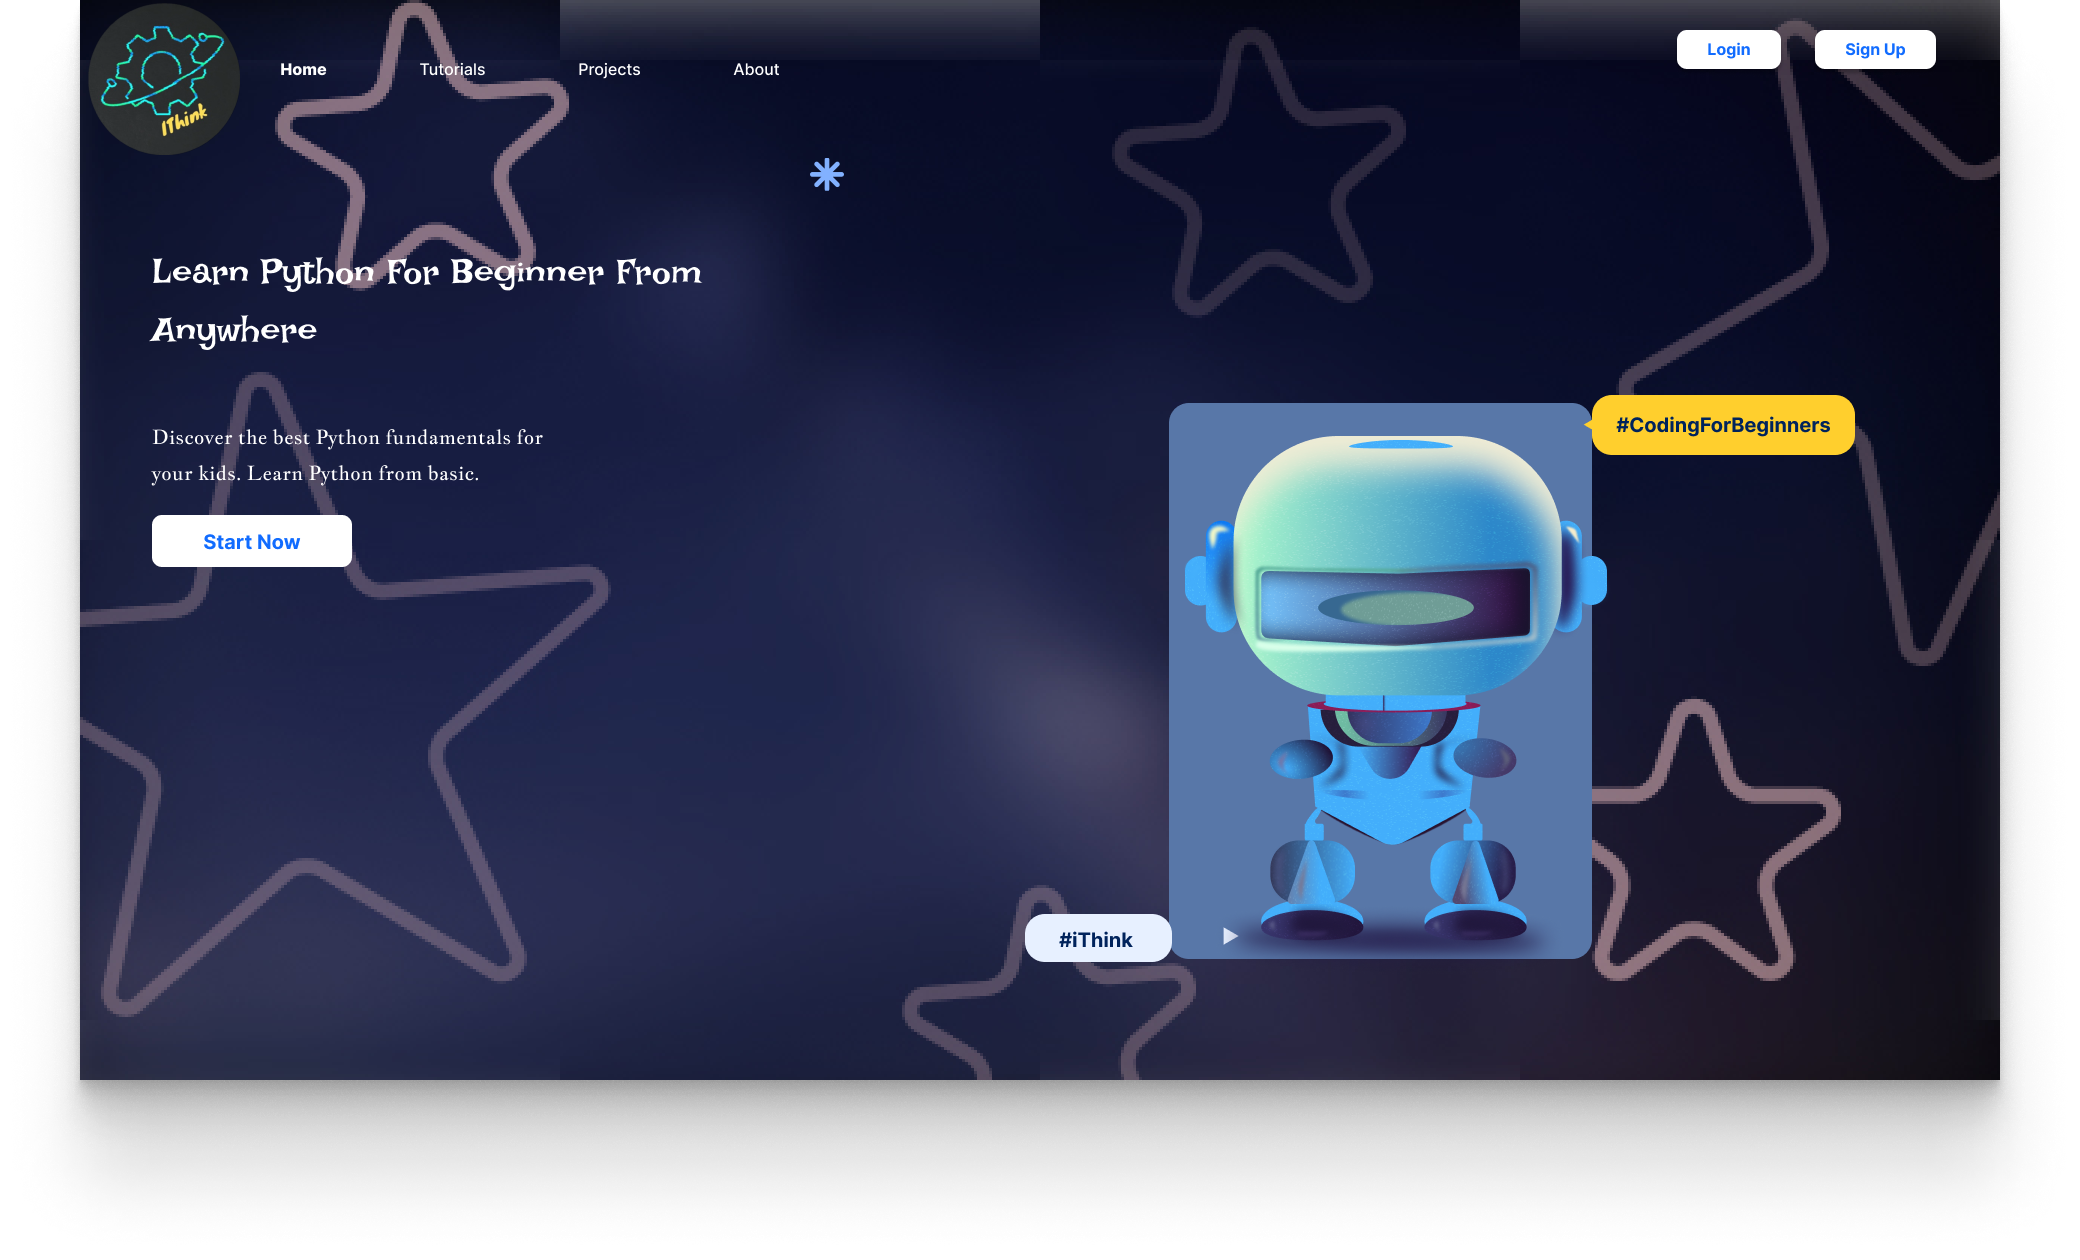 IThink
Home Tutorials Projects About
Login Sign Up
Learn Python For Beginner From
Anywhere
Discover the best Python fundamentals for
your kids. Learn Python from basic.
Start Now
#CodingForBeginners
#iThink